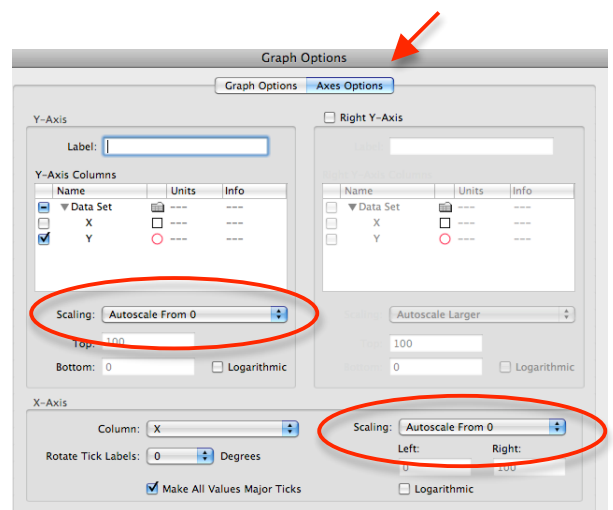 Graph Options
Graph Options Axes Options
Y-Axis
Right Y-Axis
Label:
Y-Axis Columns
Name Units Info
Name Units Info
Data Set --- ---
Data Set --- ---
X --- ---
X --- ---
Y --- ---
Y --- ---
Scaling: Autoscale From 0
Autoscale Larger
Top: 100
100
Bottom: 0 Logarithmic
0 Logarithmic
X-Axis
Column: X
Scaling: Autoscale From 0
Left: Right:
Rotate Tick Labels: 0 Degrees
0 100
Make All Values Major Ticks
Logarithmic